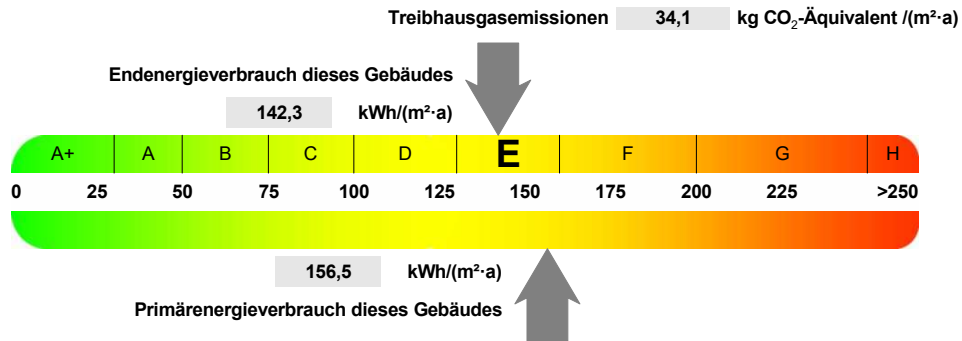 Treibhausgasemissionen 34,1 kg CO₂-Äquivalent /(m²·a)
Endenergieverbrauch dieses Gebäudes
142,3 kWh/(m²·a)
A+ A B C D E F G H
0 25 50 75 100 125 150 175 200 225 >250
156,5 kWh/(m²·a)
Primärenergieverbrauch dieses Gebäudes